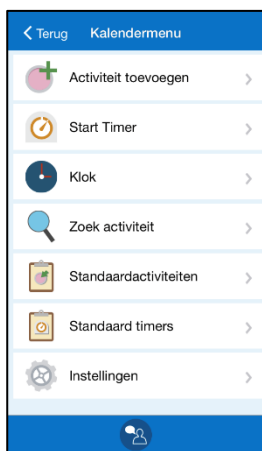 Terug Kalendermenu
Activiteit toevoegen
Start Timer
Klok
Zoek activiteit
Standaardactiviteiten
Standaard timers
Instellingen